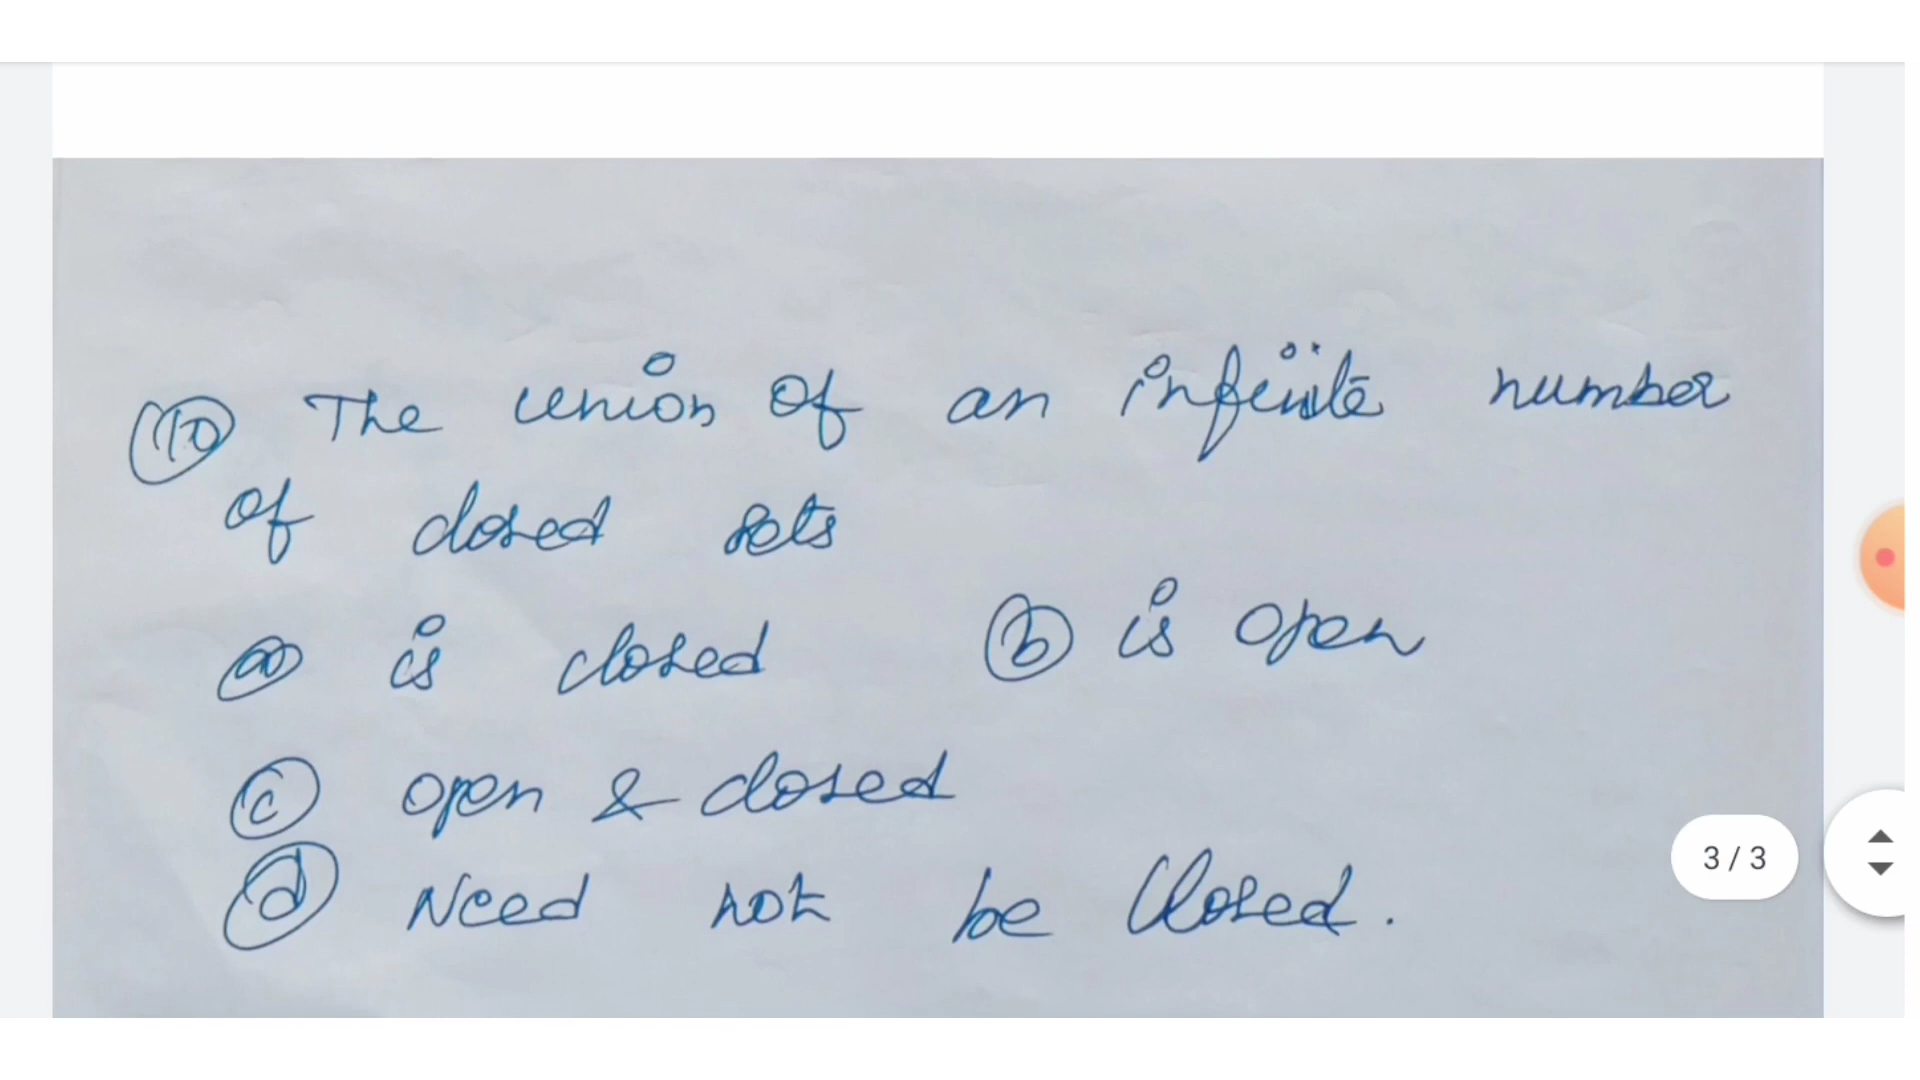 (10) The union of an infinite number
of closed sets
(a) is closed (b) is open
(c) open & closed
(d) Need not be Closed.
3 / 3